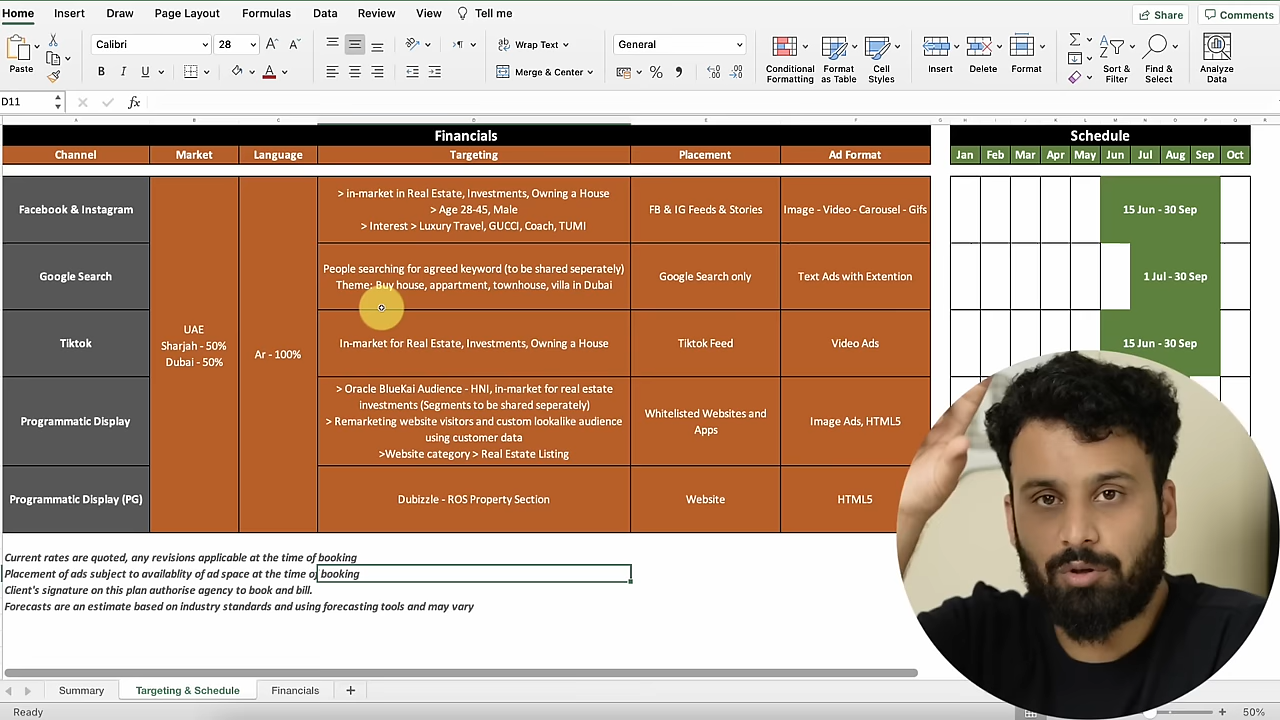 Home Insert Draw Page Layout Formulas Data Review View Tell me Share Comments
Paste Calibri 28 Wrap Text General
B I U A Merge & Center % Conditional Formatting Format as Table Cell Styles Insert Delete Format Sort & Filter Find & Select Analyze Data
D11 fx
Financials Schedule
Channel Market Language Targeting Placement Ad Format Jan Feb Mar Apr May Jun Jul Aug Sep Oct
Facebook & Instagram
UAE
Sharjah - 50%
Dubai - 50%
Ar - 100%
> in-market in Real Estate, Investments, Owning a House
> Age 28-45, Male
> Interest > Luxury Travel, GUCCI, Coach, TUMI
FB & IG Feeds & Stories
Image - Video - Carousel - Gifs
15 Jun - 30 Sep
Google Search
People searching for agreed keyword (to be shared seperately)
Theme: Buy house, appartment, townhouse, villa in Dubai
Google Search only
Text Ads with Extention
1 Jul - 30 Sep
Tiktok
In-market for Real Estate, Investments, Owning a House
Tiktok Feed
Video Ads
15 Jun - 30 Sep
Programmatic Display
> Oracle BlueKai Audience - HNI, in-market for real estate
investments (Segments to be shared seperately)
> Remarketing website visitors and custom lookalike audience
using customer data
>Website category > Real Estate Listing
Whitelisted Websites and
Apps
Image Ads, HTML5
Programmatic Display (PG)
Dubizzle - ROS Property Section
Website
HTML5
Current rates are quoted, any revisions applicable at the time of booking
Placement of ads subject to availablity of ad space at the time of booking
Client's signature on this plan authorise agency to book and bill.
Forecasts are an estimate based on industry standards and using forecasting tools and may vary
Summary Targeting & Schedule Financials
Ready 50%